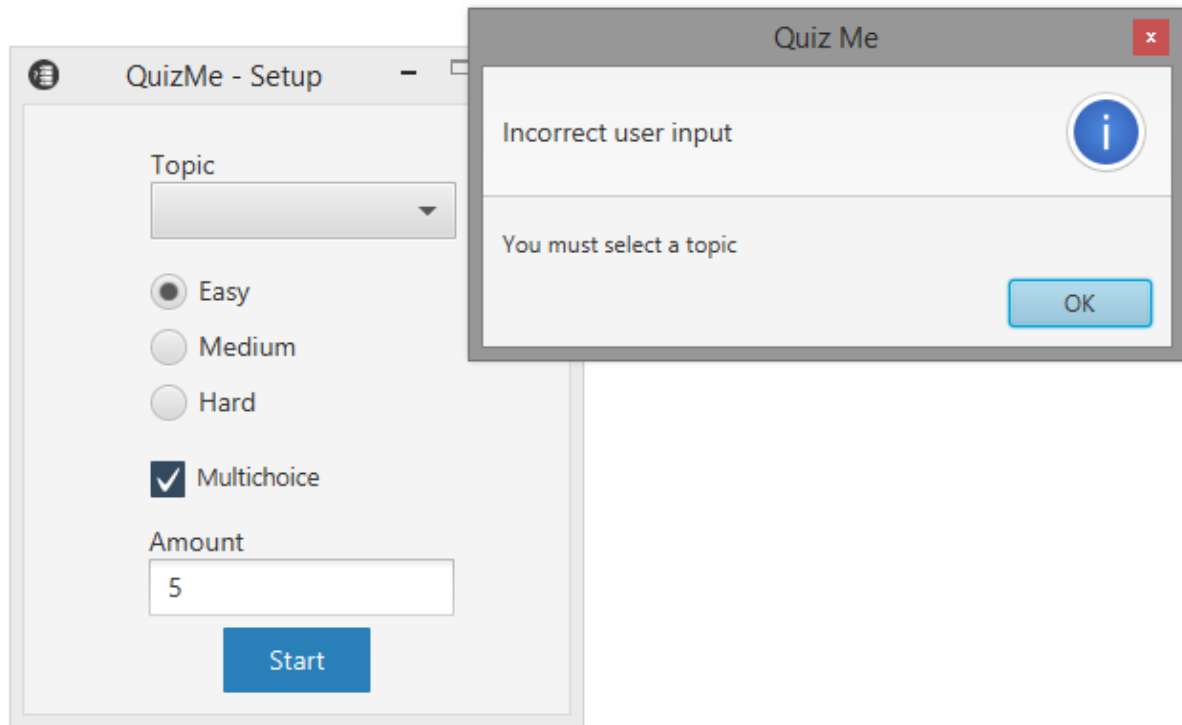 QuizMe - Setup
Topic
Easy
Medium
Hard
Multichoice
Amount
5
Start
Quiz Me
x
Incorrect user input
i
You must select a topic
OK